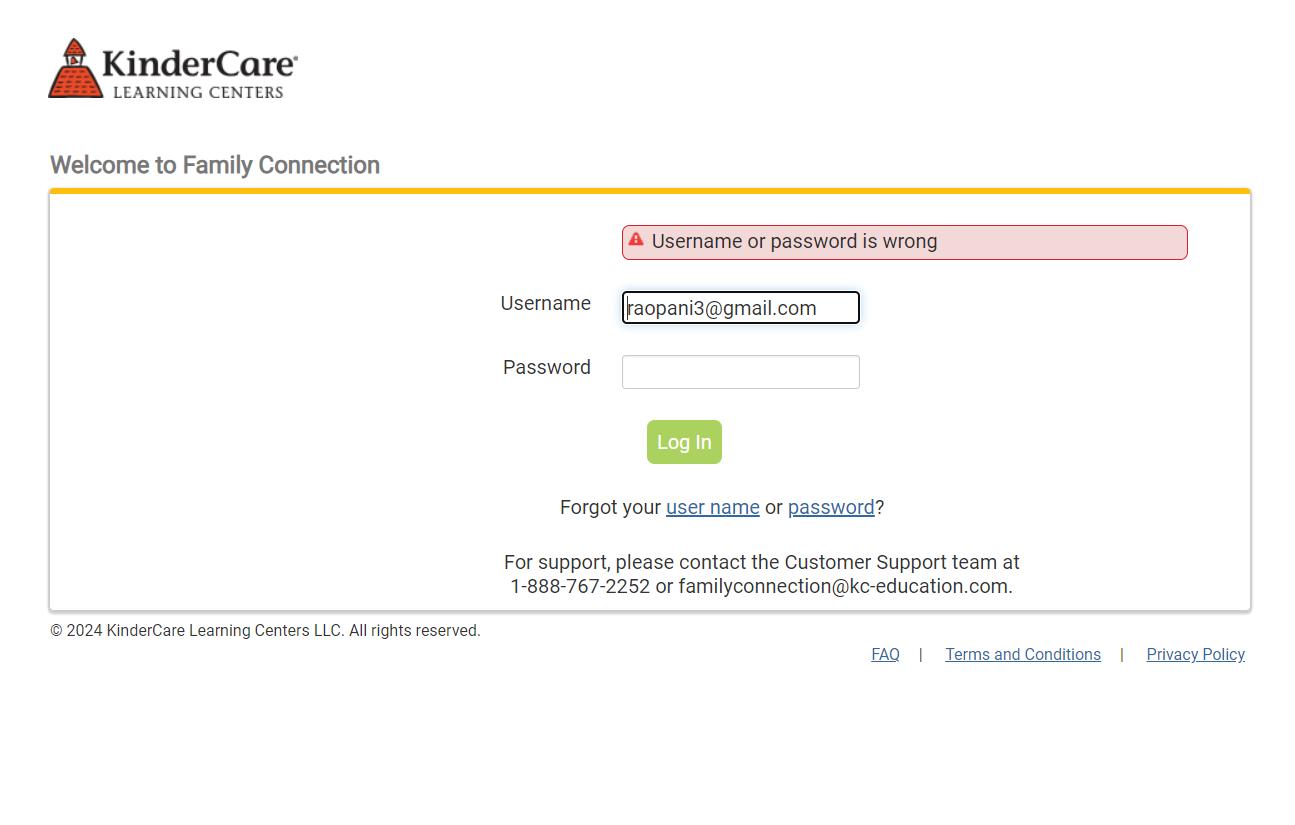 KinderCare
LEARNING CENTERS
Welcome to Family Connection
Username or password is wrong
Username
raopani3@gmail.com
Password
Log In
Forgot your user name or password?
For support, please contact the Customer Support team at
1-888-767-2252 or familyconnection@kc-education.com.
© 2024 KinderCare Learning Centers LLC. All rights reserved.
FAQ | Terms and Conditions | Privacy Policy